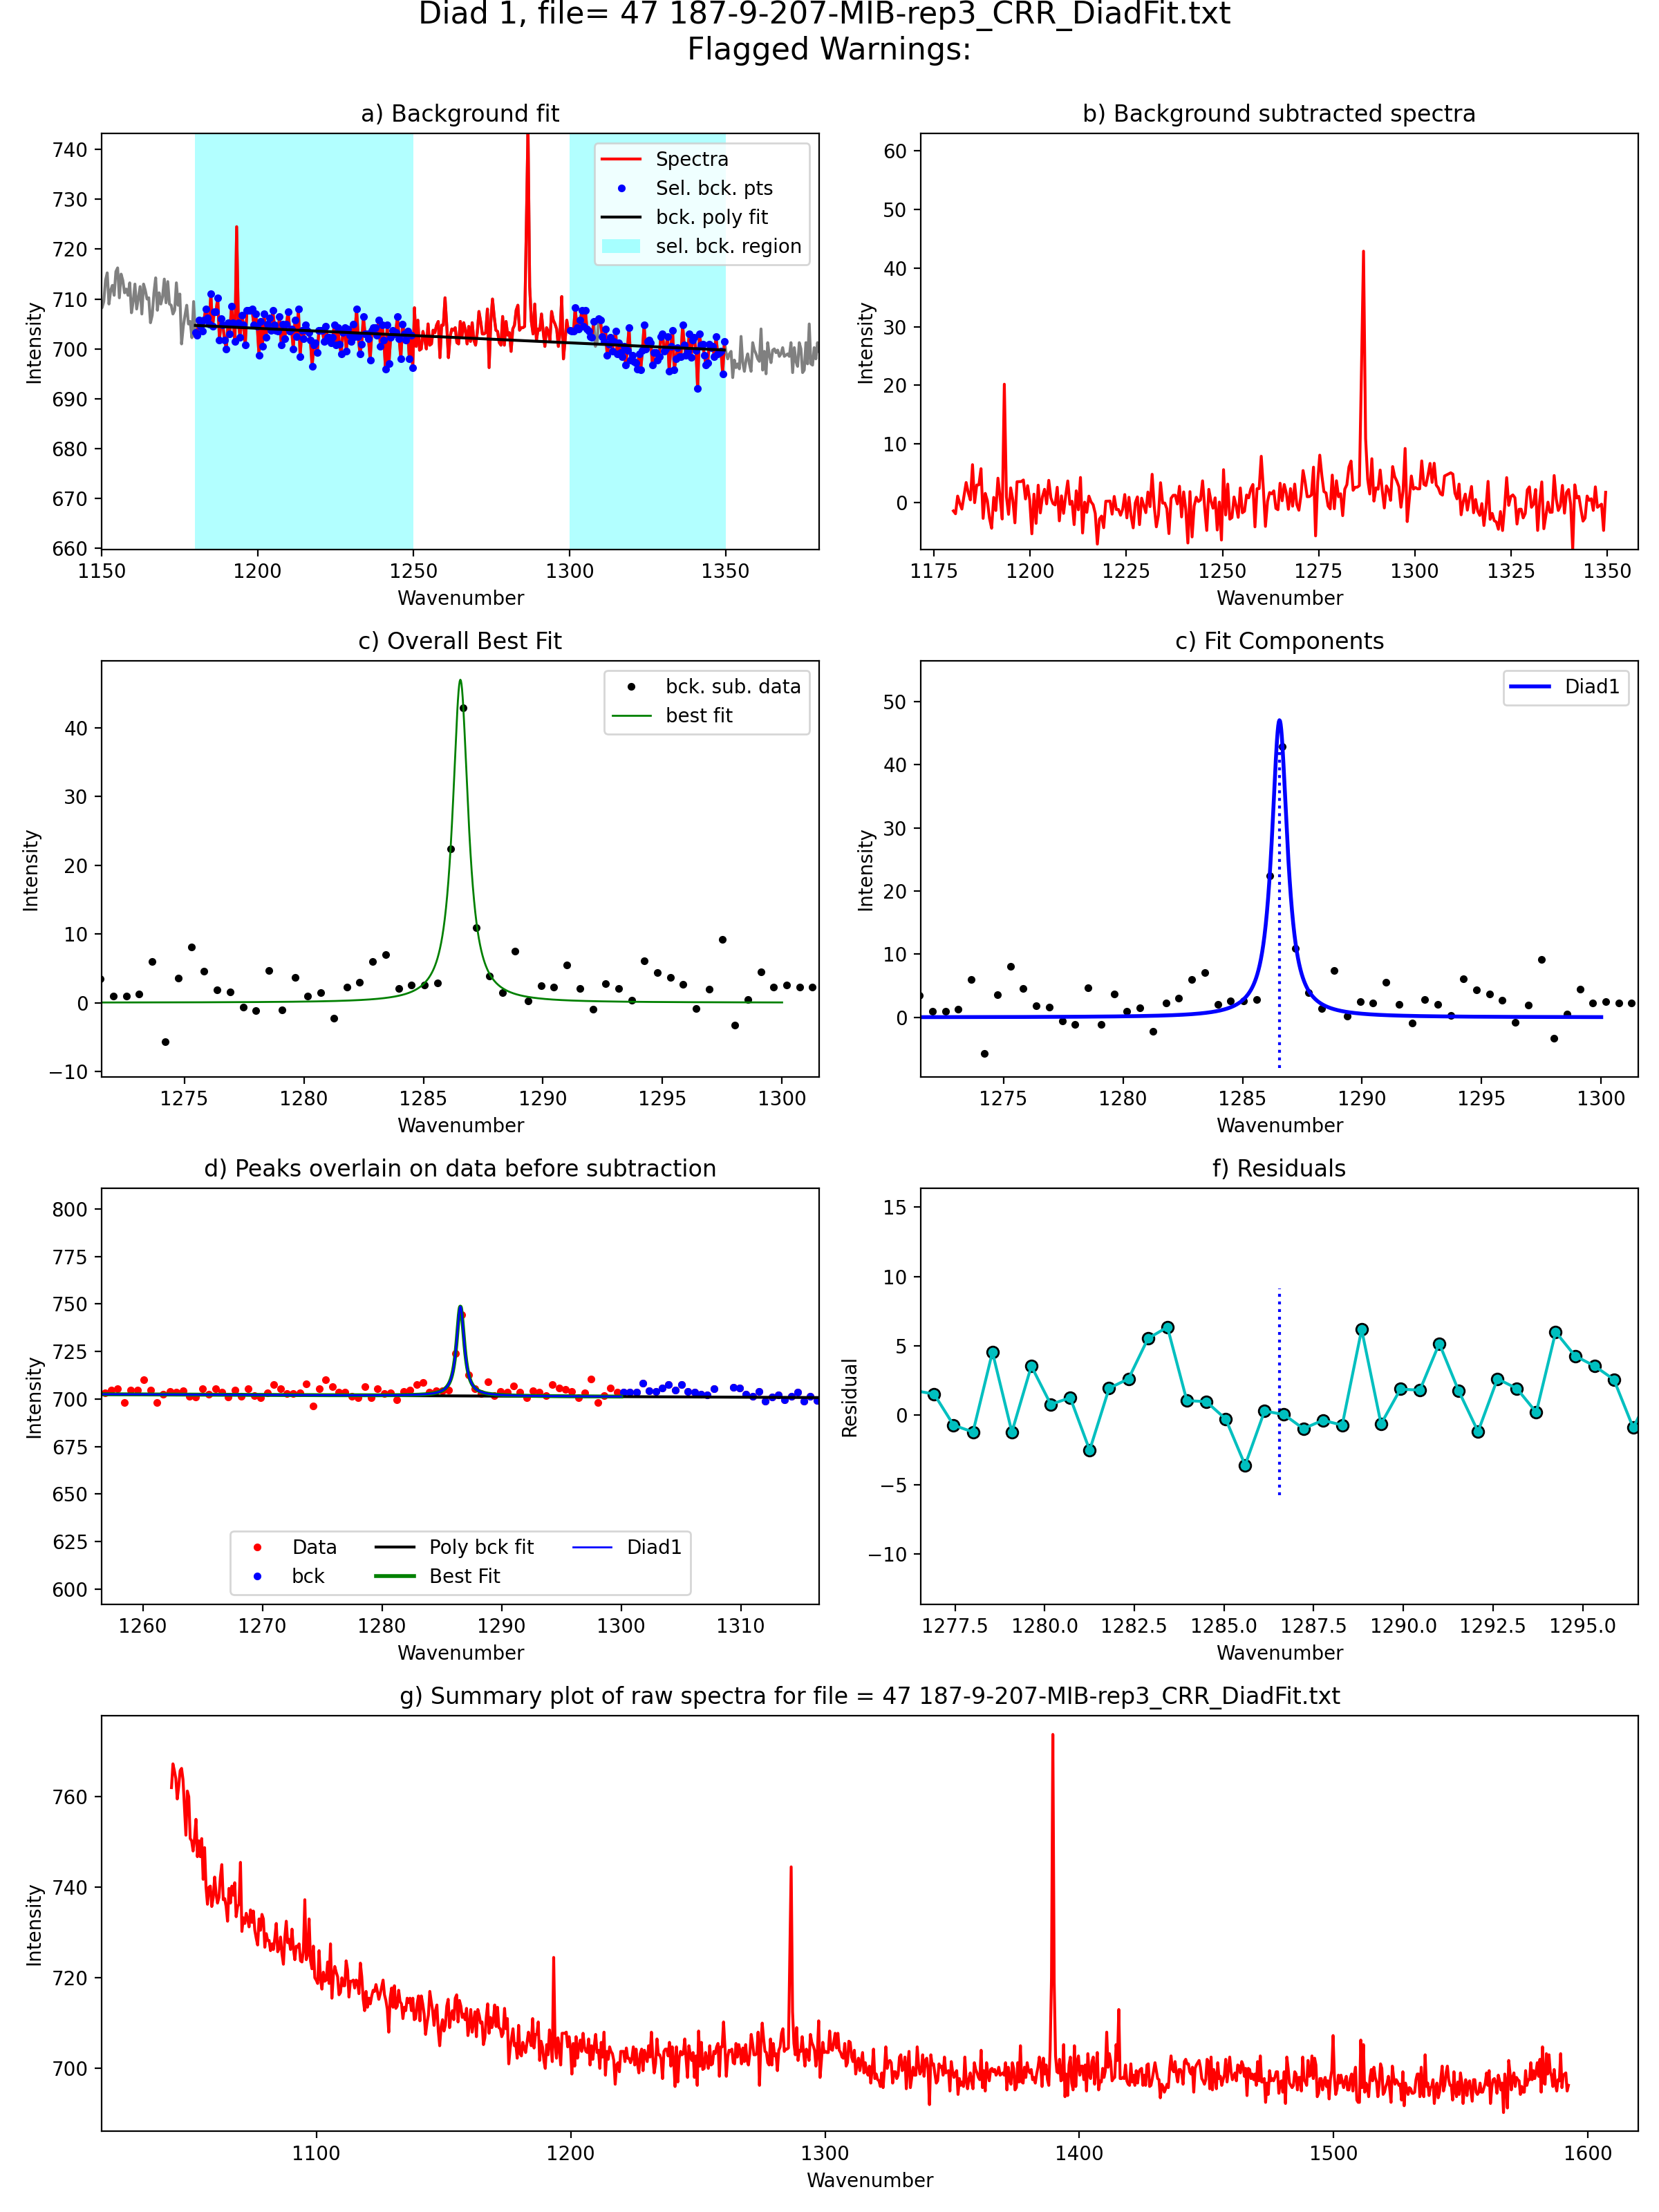 Diad 1, file= 47 187-9-207-MIB-rep3_CRR_DiadFit.txt
Flagged Warnings:
a) Background fit
740
730
720
710
700
690
680
670
660
Intensity
Spectra
Sel. bck. pts
bck. poly fit
sel. bck. region
1150 1200 1250 1300 1350
Wavenumber
b) Background subtracted spectra
60
50
40
30
20
10
0
Intensity
1175 1200 1225 1250 1275 1300 1325 1350
Wavenumber
c) Overall Best Fit
40
30
20
10
0
−10
Intensity
bck. sub. data
best fit
1275 1280 1285 1290 1295 1300
Wavenumber
c) Fit Components
50
40
30
20
10
0
Intensity
Diad1
1275 1280 1285 1290 1295 1300
Wavenumber
d) Peaks overlain on data before subtraction
800
775
750
725
700
675
650
625
600
Intensity
Data Poly bck fit Diad1
bck Best Fit
1260 1270 1280 1290 1300 1310
Wavenumber
f) Residuals
15
10
5
0
−5
−10
Residual
1277.5 1280.0 1282.5 1285.0 1287.5 1290.0 1292.5 1295.0
Wavenumber
g) Summary plot of raw spectra for file = 47 187-9-207-MIB-rep3_CRR_DiadFit.txt
760
740
720
700
Intensity
1100 1200 1300 1400 1500 1600
Wavenumber